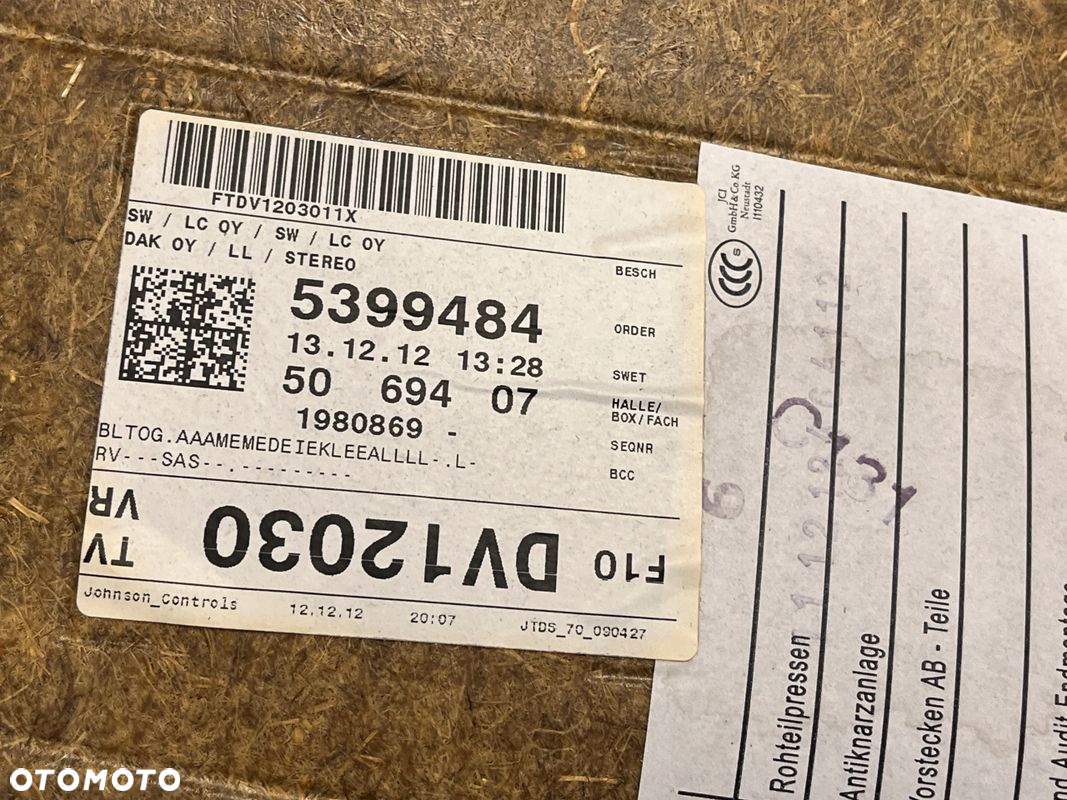 FTDV1203011X
SW / LC OY / SW / LC OY
DAK OY / LL / STEREO
BESCH
5399484
ORDER
13.12.12 13:28
SWET
50 694 07
HALLE/
BOX/FACH
1980869 -
SEQNR
BLTOG.AAAMEMEDEIEKLEEALLLL-.L-
RV---SAS--.---------
BCC
F10 DV12030 VR
TV
Johnson_Controls 12.12.12 20:07 JTDS_70_090427
JCI
GmbH & Co. KG
Neustadt
I110432
CCC S
Rohteilpressen
Antiknarzanlage
Vorstecken AB - Teile
OTOMOTO